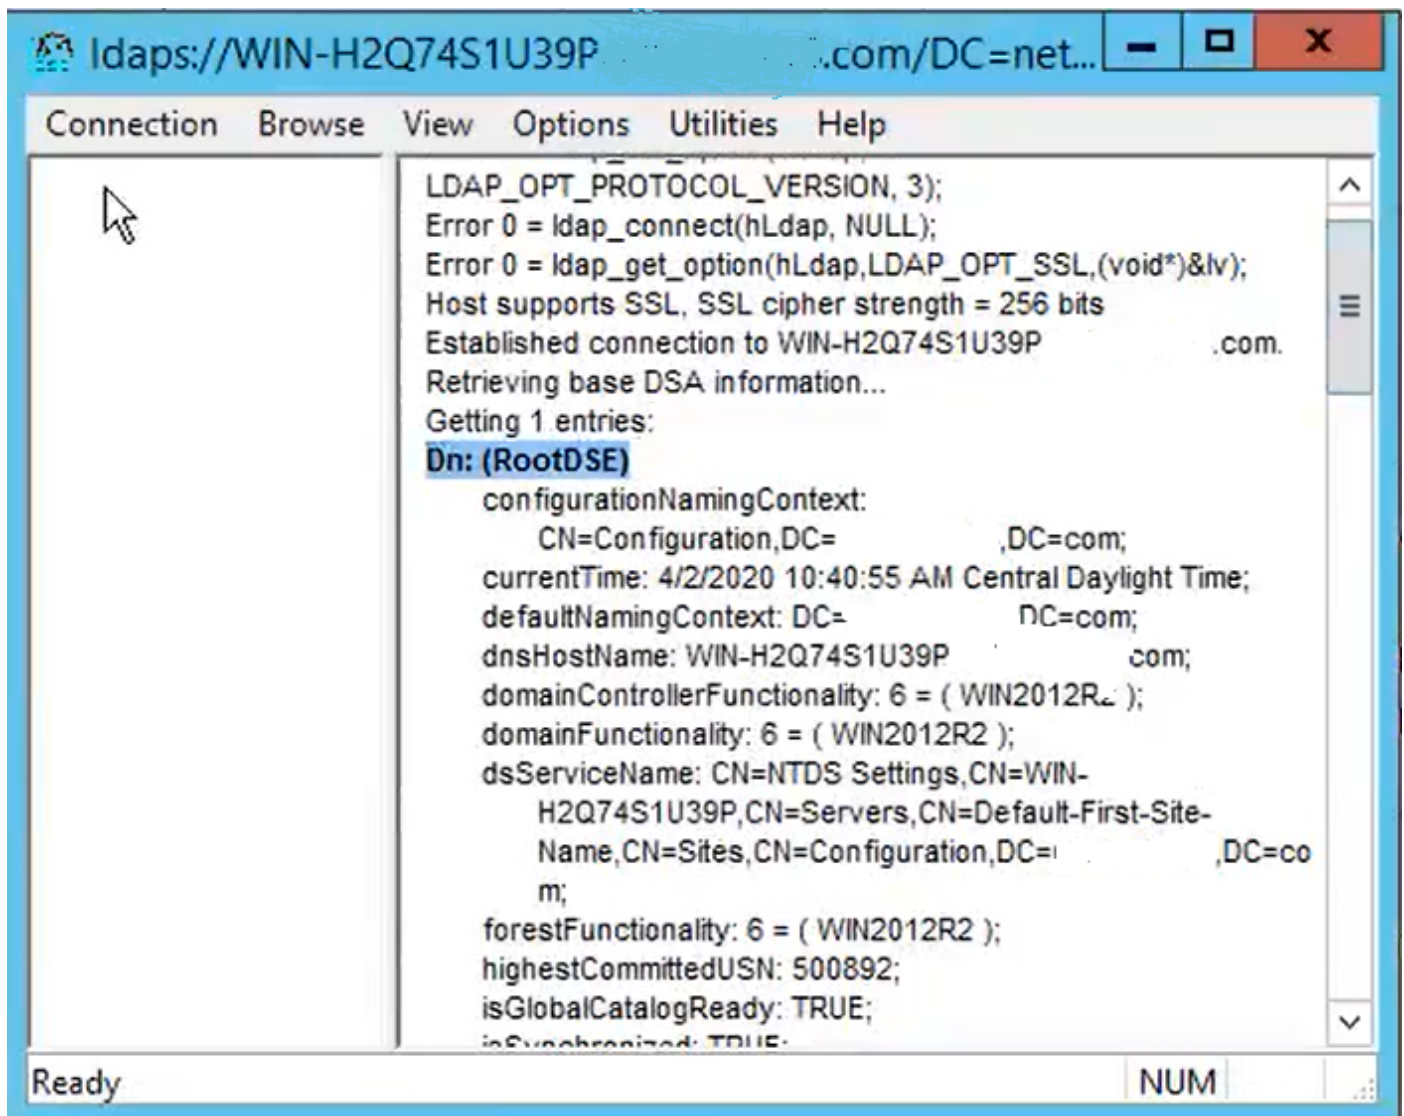 ldaps://WIN-H2Q74S1U39P .com/DC=net...
Connection Browse View Options Utilities Help
LDAP_OPT_PROTOCOL_VERSION, 3);
Error 0 = ldap_connect(hLdap, NULL);
Error 0 = ldap_get_option(hLdap,LDAP_OPT_SSL,(void*)&lv);
Host supports SSL, SSL cipher strength = 256 bits
Established connection to WIN-H2Q74S1U39P .com.
Retrieving base DSA information...
Getting 1 entries:
Dn: (RootDSE)
configurationNamingContext:
CN=Configuration,DC= ,DC=com;
currentTime: 4/2/2020 10:40:55 AM Central Daylight Time;
defaultNamingContext: DC= DC=com;
dnsHostName: WIN-H2Q74S1U39P com;
domainControllerFunctionality: 6 = ( WIN2012R2 );
domainFunctionality: 6 = ( WIN2012R2 );
dsServiceName: CN=NTDS Settings,CN=WIN-
H2Q74S1U39P,CN=Servers,CN=Default-First-Site-
Name,CN=Sites,CN=Configuration,DC= ,DC=co
m;
forestFunctionality: 6 = ( WIN2012R2 );
highestCommittedUSN: 500892;
isGlobalCatalogReady: TRUE;
isSynchronized: TRUE;
Ready NUM